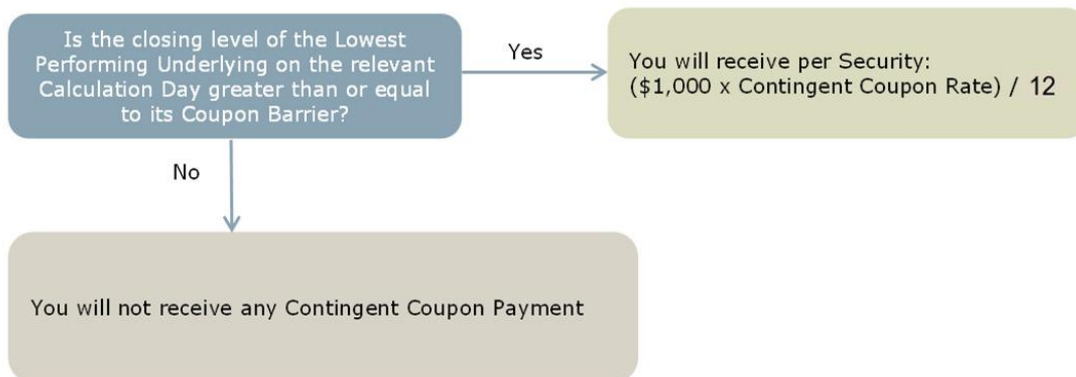 Is the closing level of the Lowest
Performing Underlying on the relevant
Calculation Day greater than or equal
to its Coupon Barrier?
Yes
You will receive per Security:
($1,000 x Contingent Coupon Rate) / 12
No
You will not receive any Contingent Coupon Payment